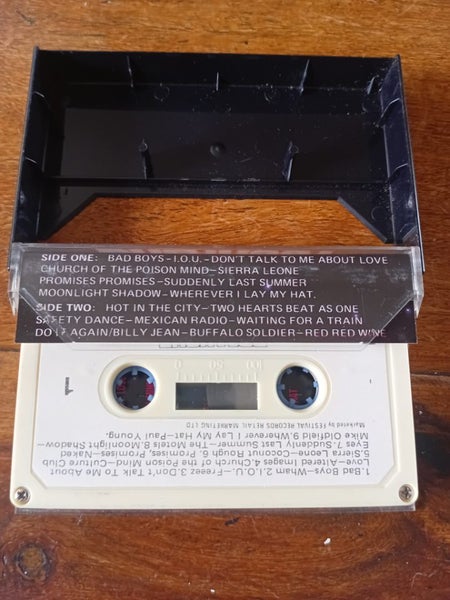 SIDE ONE: BAD BOYS–I.O.U.–DON'T TALK TO ME ABOUT LOVE
CHURCH OF THE POISON MIND–SIERRA LEONE
PROMISES PROMISES–SUDDENLY LAST SUMMER
MOONLIGHT SHADOW–WHEREVER I LAY MY HAT.
SIDE TWO: HOT IN THE CITY–TWO HEARTS BEAT AS ONE
SAFETY DANCE–MEXICAN RADIO–WAITING FOR A TRAIN
DO IT AGAIN/BILLY JEAN–BUFFALO SOLDIER–RED RED WINE
1.Bad Boys—Wham 2.I.O.U.—Freeez 3.Don't Talk To Me About
Love—Altered Images 4.Church of the Poison Mind—Culture Club
5.Sierra Leone—Coconut Rough 6. Promises, Promises—Naked
Eyes 7. Suddenly Last Summer—The Motels 8.Moonlight Shadow—
Mike Oldfield 9.Wherever I Lay My Hat—Paul Young.
Marketed by FESTIVAL RECORDS RETAIL MARKETING LTD
100 50 0